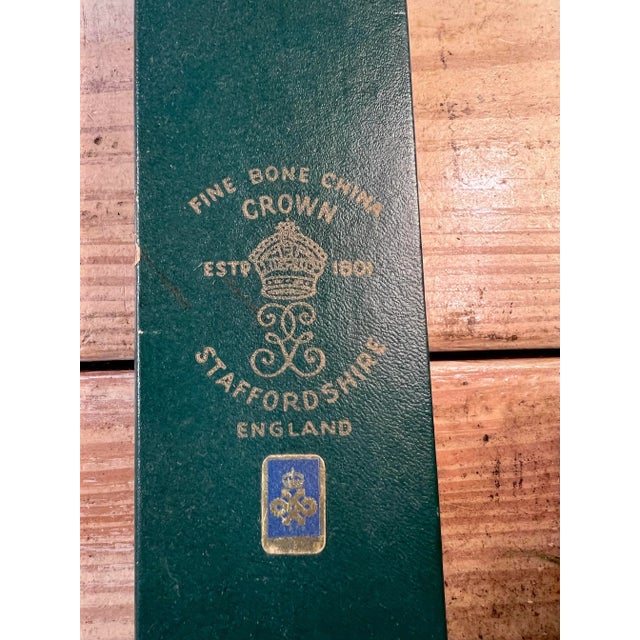 FINE BONE CHINA
CROWN
ESTD 1801
STAFFORDSHIRE
ENGLAND